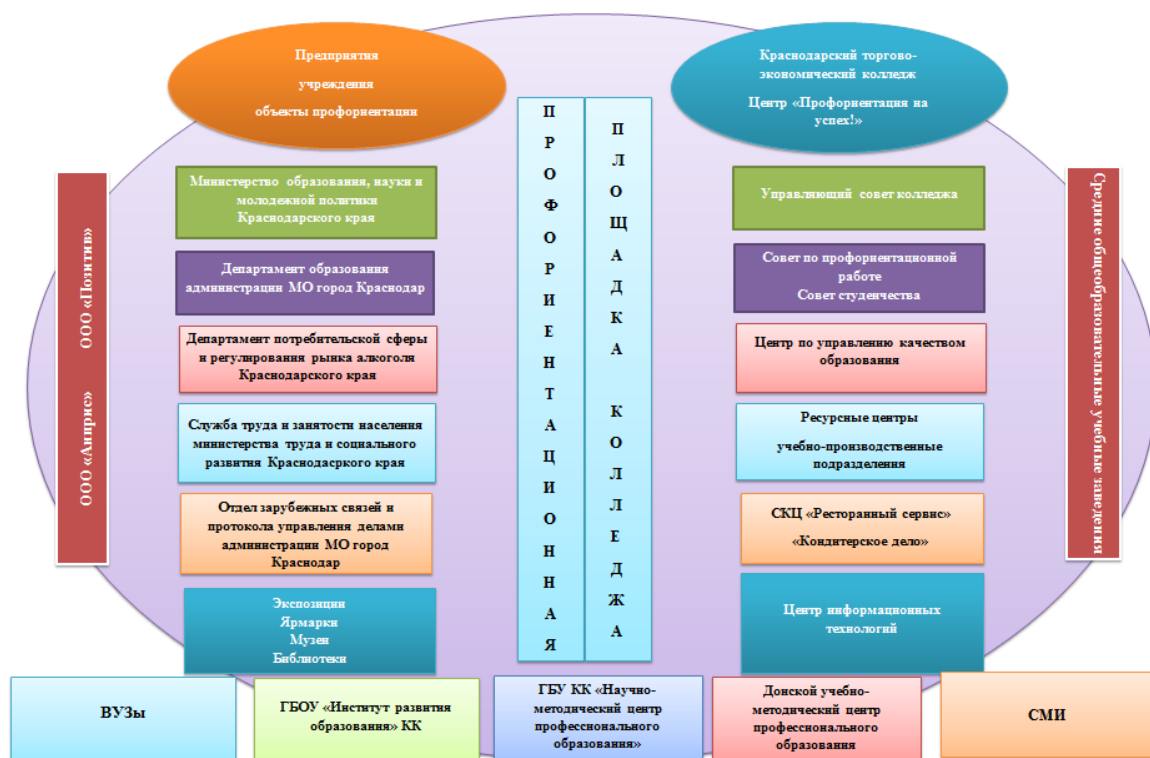 Предприятия
учреждения
объекты профориентации
Краснодарский торгово-
экономический колледж
Центр «Профориентация на
успех!»
ПРОФОРИЕНТАЦИОННАЯ
ПЛОЩАДКА КОЛЛЕДЖА
ООО «Анприс» ООО «Позитив»
Министерство образования, науки и
молодежной политики
Краснодарского края
Департамент образования
администрации МО город Краснодар
Департамент потребительской сферы
и регулирования рынка алкоголя
Краснодарского края
Служба труда и занятости населения
министерства труда и социального
развития Краснодасркого края
Отдел зарубежных связей и
протокола управления делами
администрации МО город
Краснодар
Экспозиции
Ярмарки
Музеи
Библиотеки
Управляющий совет колледжа
Совет по профориентационной
работе
Совет студенчества
Центр по управлению качеством
образования
Ресурсные центры
учебно-производственные
подразделения
СКЦ «Ресторанный сервис»
«Кондитерское дело»
Центр информационных
технологий
Средние общеобразовательные учебные заведения
ВУЗы
ГБОУ «Институт развития
образования» КК
ГБУ КК «Научно-
методический центр
профессионального
образования»
Донской учебно-
методический центр
профессионального
образования
СМИ